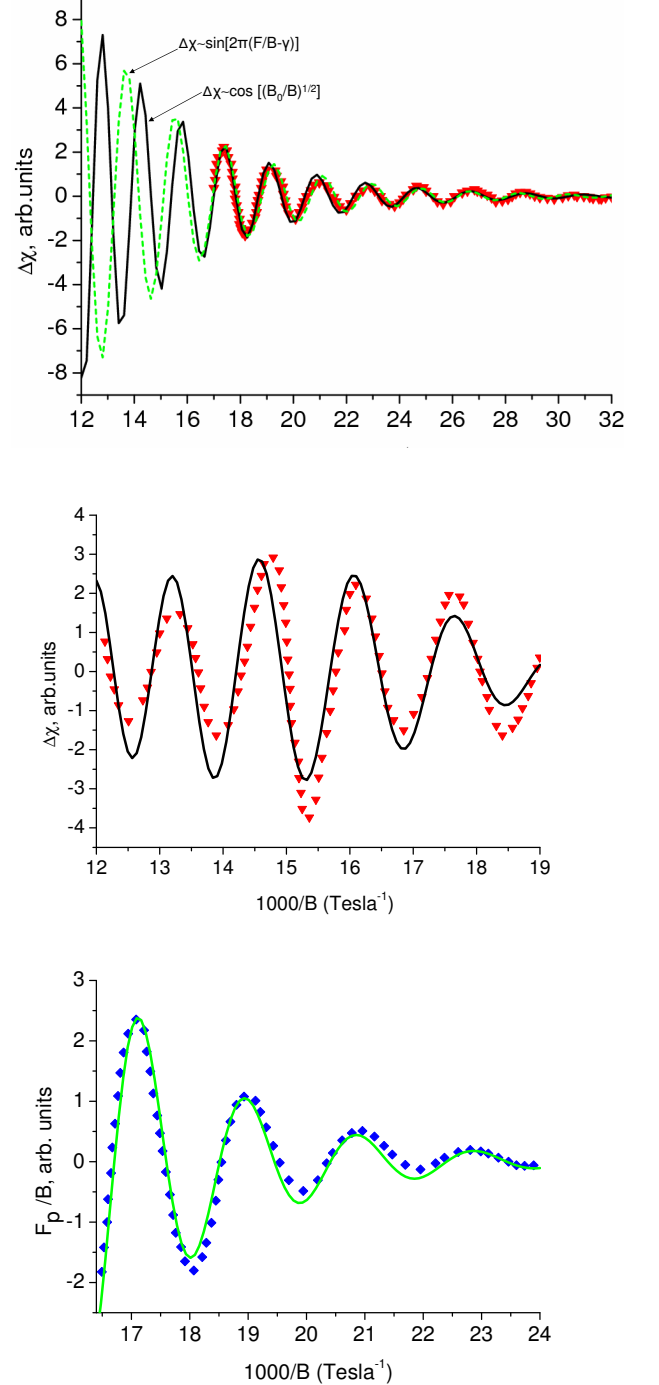 8
6
4
2
0
-2
-4
-6
-8
Δχ, arb.units
Δχ~sin[2π(F/B-γ)]
Δχ~cos [(B₀/B)¹ᐟ²]
12 14 16 18 20 22 24 26 28 30 32
4
3
2
1
0
-1
-2
-3
-4
Δχ, arb.units
12 13 14 15 16 17 18 19
1000/B (Tesla⁻¹)
3
2
1
0
-1
-2
Fₚ/B, arb. units
17 18 19 20 21 22 23 24
1000/B (Tesla⁻¹)